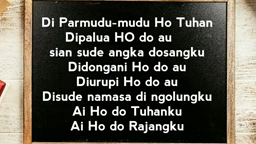 Di Parmudu-mudu Ho Tuhan
Dipalua HO do au
sian sude angka dosangku
Didongani Ho do au
Diurupi Ho do au
Disude namasa di ngolungku
Ai Ho do Tuhanku
Ai Ho do Rajangku